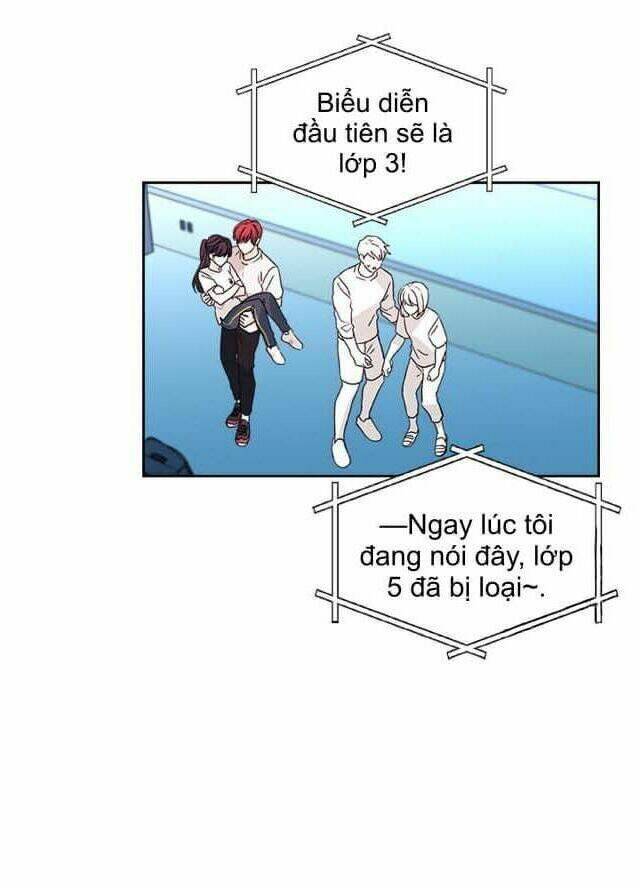 Biểu diễn
đầu tiên sẽ là
lớp 3!
—Ngay lúc tôi
đang nói đây, lớp
5 đã bị loại~.